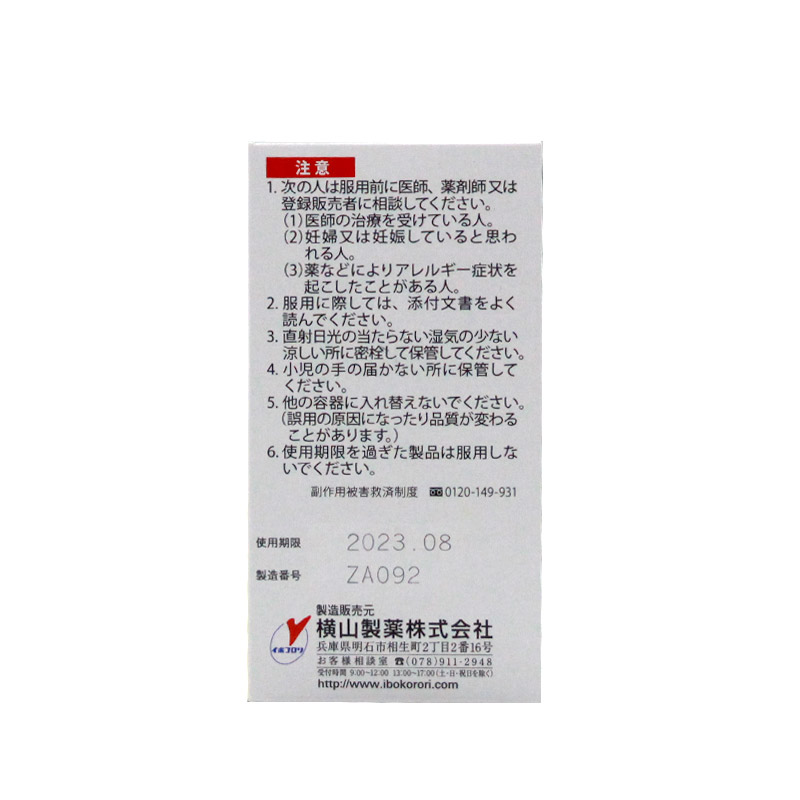 注意
1. 次の人は服用前に医師、薬剤師又は
登録販売者に相談してください。
(1)医師の治療を受けている人。
(2)妊婦又は妊娠していると思わ
れる人。
(3)薬などによりアレルギー症状を
起こしたことがある人。
2. 服用に際しては、添付文書をよく
読んでください。
3. 直射日光の当たらない湿気の少ない
涼しい所に密栓して保管してください。
4. 小児の手の届かない所に保管して
ください。
5. 他の容器に入れ替えないでください。
(誤用の原因になったり品質が変わる
ことがあります。)
6. 使用期限を過ぎた製品は服用しな
いでください。
副作用被害救済制度 0120-149-931
使用期限 2023.08
製造番号 ZA092
製造販売元
イボコロリ
横山製薬株式会社
兵庫県明石市相生町2丁目2番16号
お客様相談室 ☎(078)911-2948
受付時間 9:00~12:00 13:00~17:00(土・日・祝日を除く)
http://www.ibokorori.com